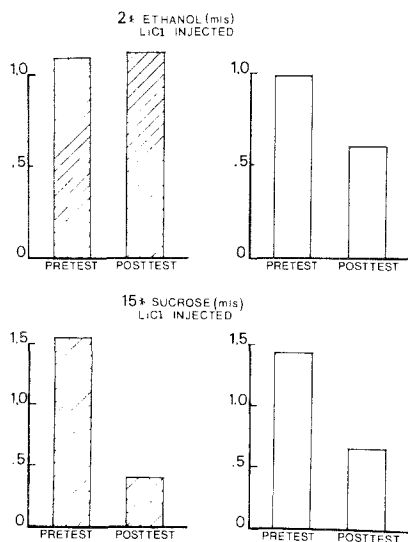 2% ETHANOL (mls)
LiCl INJECTED
1,0
.5
0
PRETEST POSTTEST
1,0
.5
0
PRETEST POSTTEST
15% SUCROSE (mls)
LiCl INJECTED
1,5
1,0
.5
0
PRETEST POSTTEST
1,5
1.0
.5
0
PRETEST POSTTEST